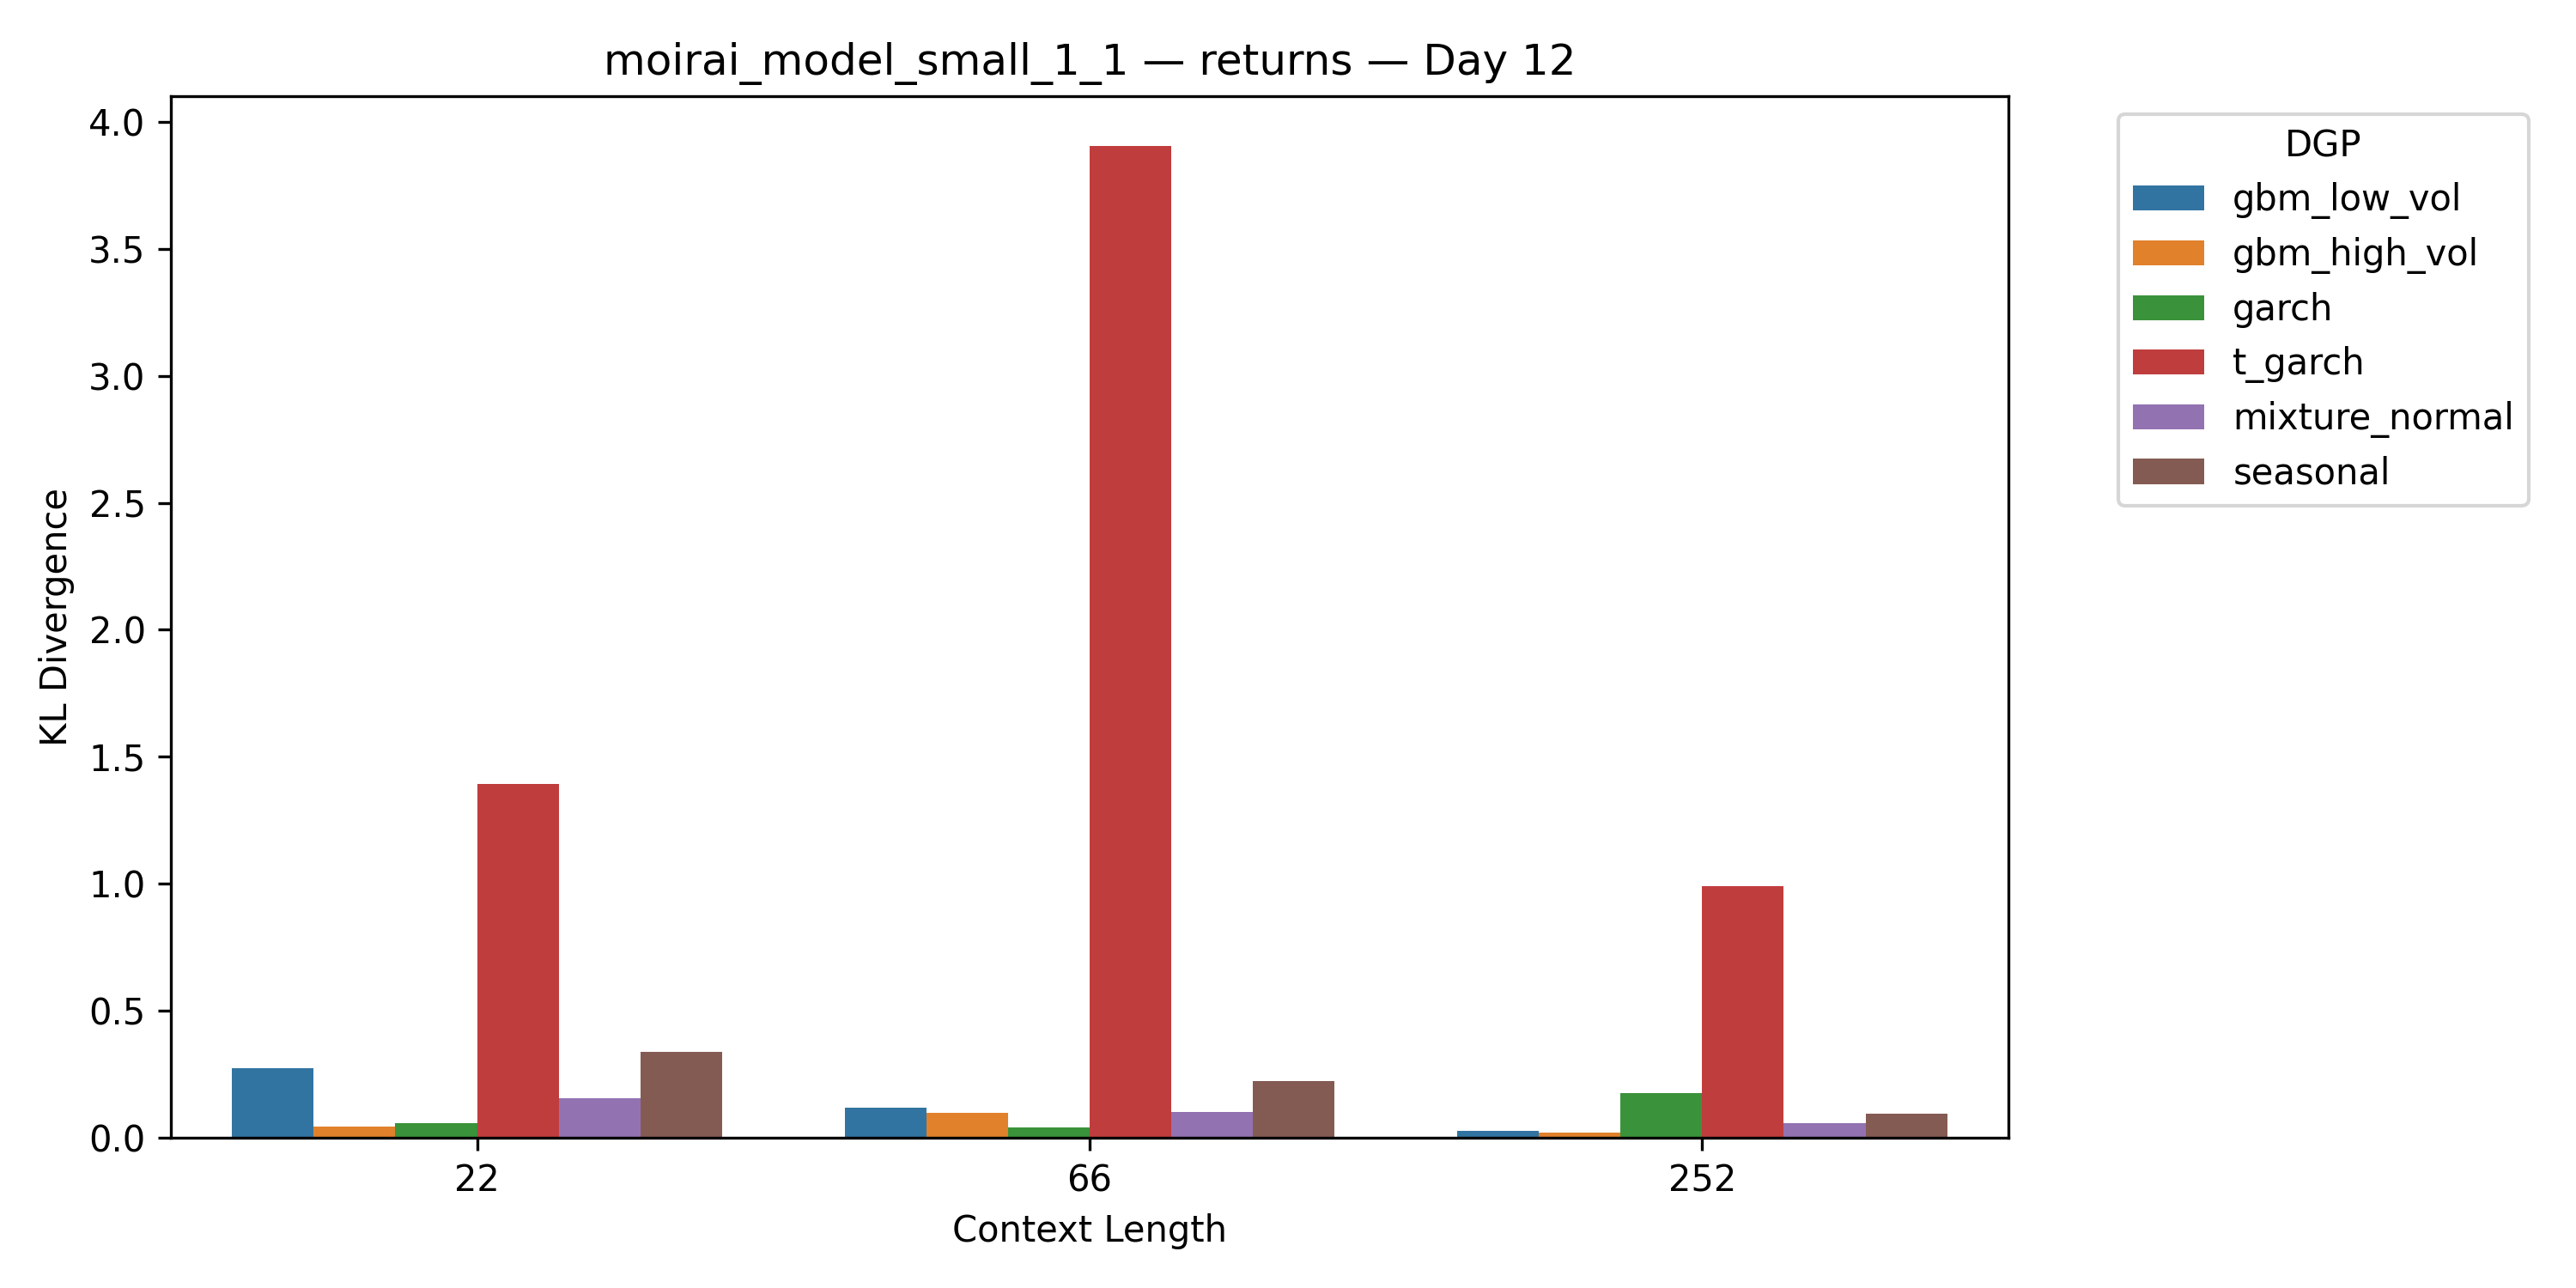 moirai_model_small_1_1 — returns — Day 12
4.0
3.5
3.0
2.5
2.0
1.5
1.0
0.5
0.0
KL Divergence
22
66
252
Context Length
DGP
gbm_low_vol
gbm_high_vol
garch
t_garch
mixture_normal
seasonal